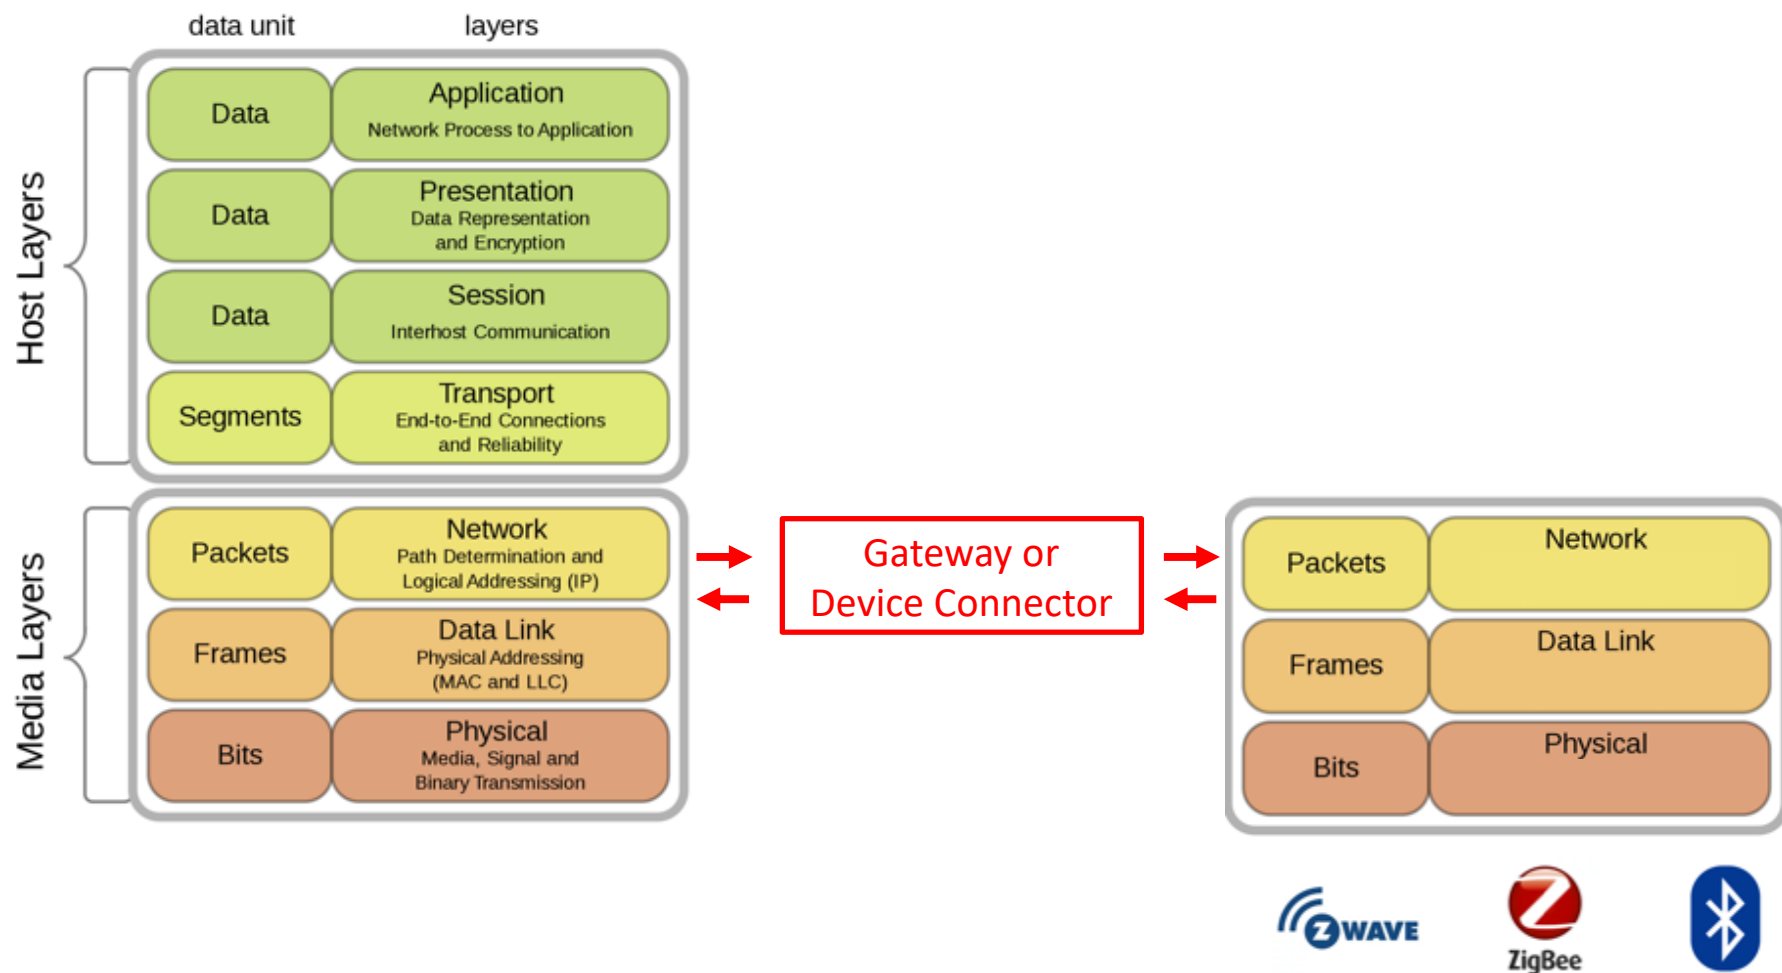 data unit
layers
Host Layers
Data
Application
Network Process to Application
Data
Presentation
Data Representation
and Encryption
Data
Session
Interhost Communication
Segments
Transport
End-to-End Connections
and Reliability
Media Layers
Packets
Network
Path Determination and
Logical Addressing (IP)
Frames
Data Link
Physical Addressing
(MAC and LLC)
Bits
Physical
Media, Signal and
Binary Transmission
Gateway or
Device Connector
Packets
Network
Frames
Data Link
Bits
Physical
Z WAVE
ZigBee